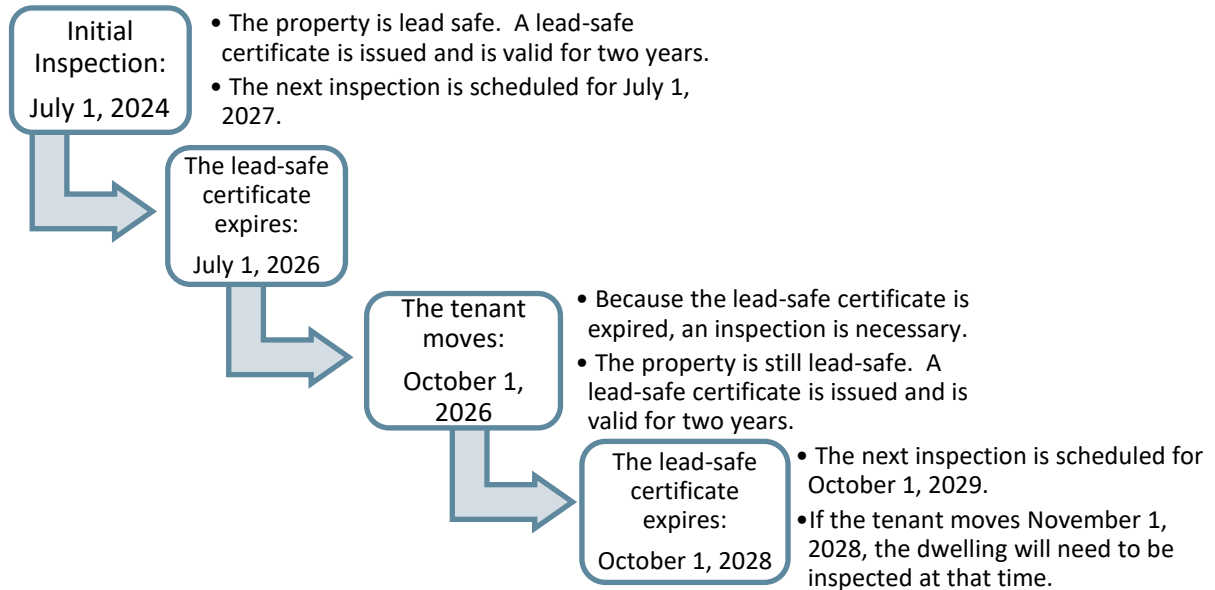 Initial
Inspection:
July 1, 2024
• The property is lead safe.  A lead-safe
certificate is issued and is valid for two years.
• The next inspection is scheduled for July 1,
2027.
The lead-safe
certificate
expires:
July 1, 2026
The tenant
moves:
October 1,
2026
• Because the lead-safe certificate is
expired, an inspection is necessary.
• The property is still lead-safe.  A
lead-safe certificate is issued and is
valid for two years.
The lead-safe
certificate
expires:
October 1, 2028
• The next inspection is scheduled for
October 1, 2029.
•If the tenant moves November 1,
2028, the dwelling will need to be
inspected at that time.